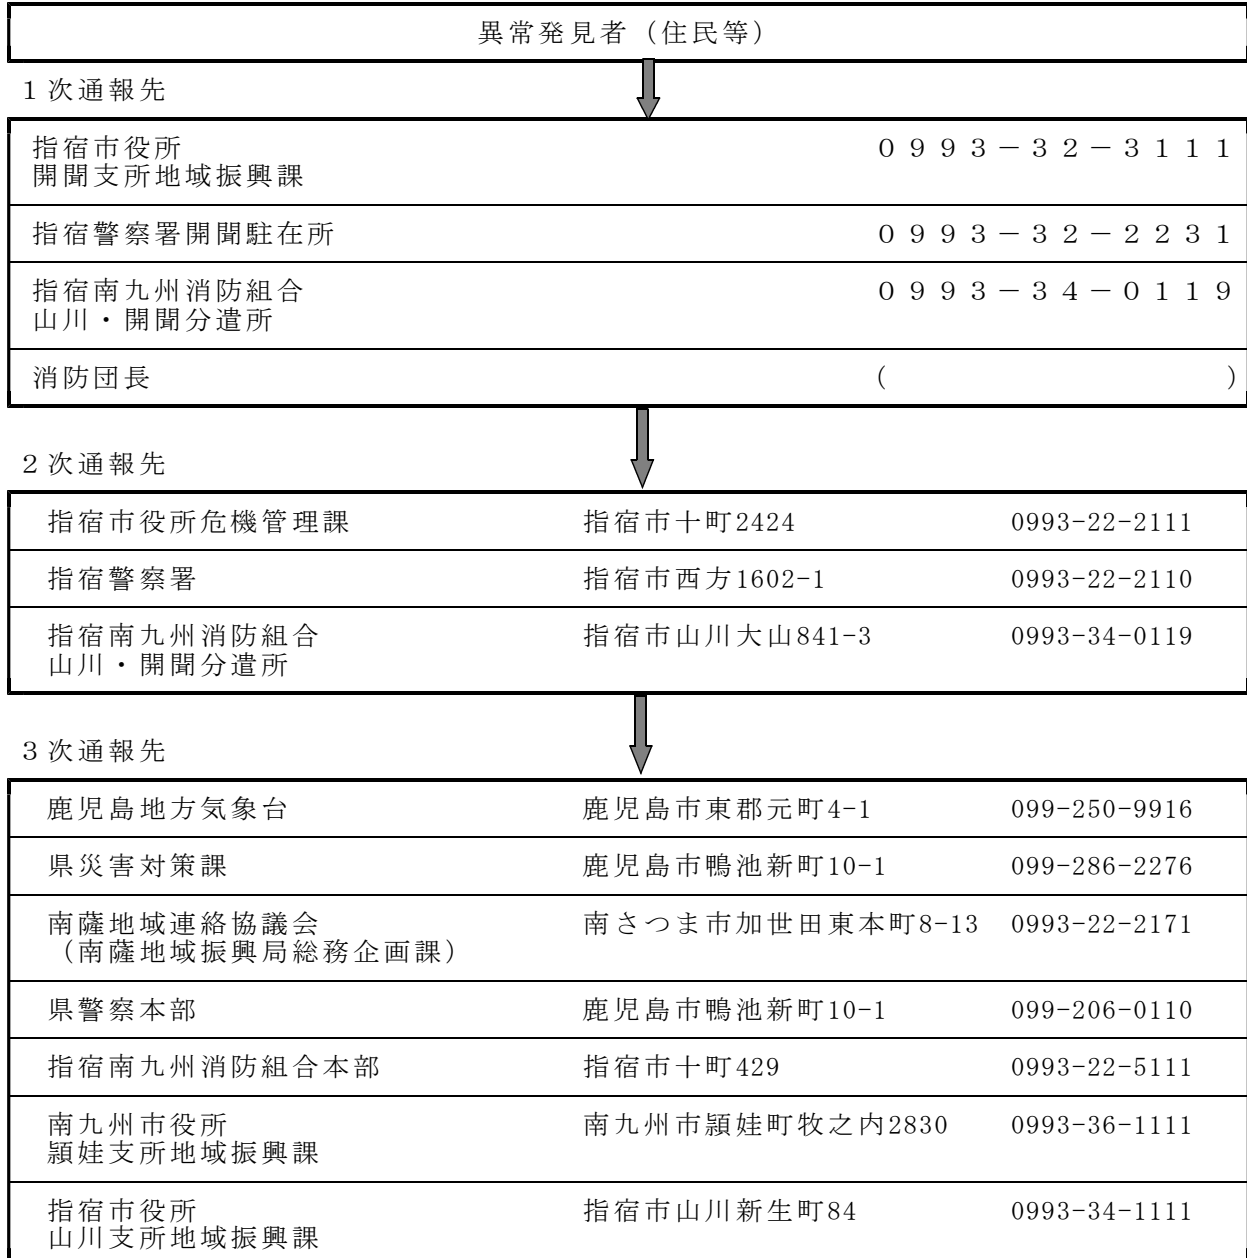 異常発見者（住民等）
１次通報先
指宿市役所 ０９９３－３２－３１１１
開聞支所地域振興課
指宿警察署開聞駐在所 ０９９３－３２－２２３１
指宿南九州消防組合 ０９９３－３４－０１１９
山川・開聞分遣所
消防団長 （ ）
２次通報先
指宿市役所危機管理課 指宿市十町2424 0993-22-2111
指宿警察署 指宿市西方1602-1 0993-22-2110
指宿南九州消防組合 指宿市山川大山841-3 0993-34-0119
山川・開聞分遣所
３次通報先
鹿児島地方気象台 鹿児島市東郡元町4-1 099-250-9916
県災害対策課 鹿児島市鴨池新町10-1 099-286-2276
南薩地域連絡協議会 南さつま市加世田東本町8-13 0993-22-2171
（南薩地域振興局総務企画課）
県警察本部 鹿児島市鴨池新町10-1 099-206-0110
指宿南九州消防組合本部 指宿市十町429 0993-22-5111
南九州市役所 南九州市頴娃町牧之内2830 0993-36-1111
頴娃支所地域振興課
指宿市役所 指宿市山川新生町84 0993-34-1111
山川支所地域振興課